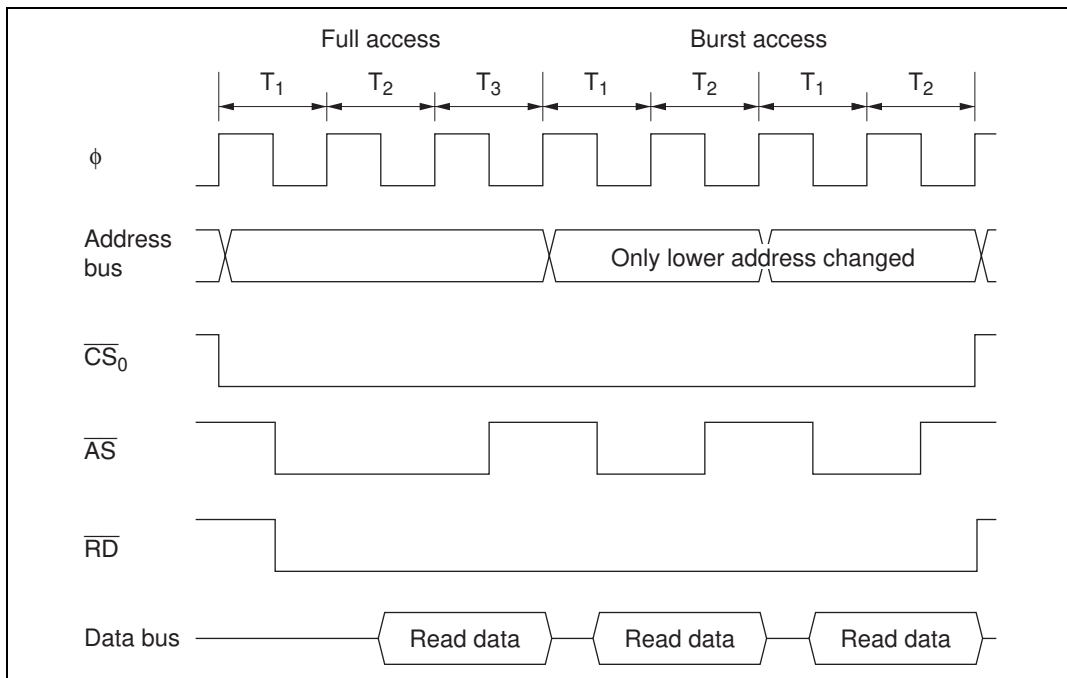 Full access Burst access
T1 T2 T3 T1 T2 T1 T2
ϕ
Address
bus
Only lower address changed
CS0
AS
RD
Data bus Read data Read data Read data